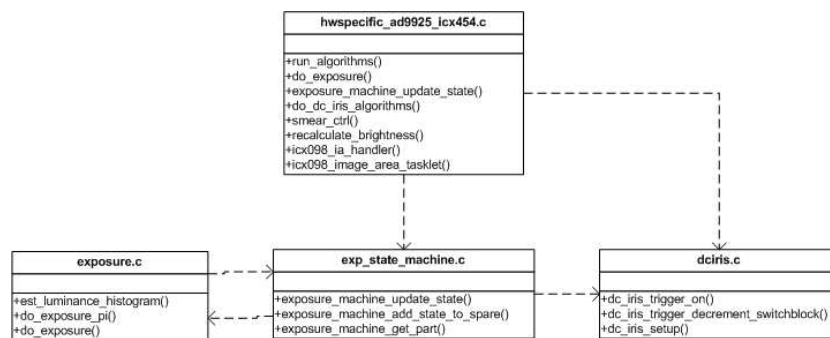 hwspecific_ad9925_icx454.c
+run_algorithms()
+do_exposure()
+exposure_machine_update_state()
+do_dc_iris_algorithms()
+smear_ctrl()
+recalculate_brightness()
+icx098_ia_handler()
+icx098_image_area_tasklet()
exposure.c
+est_luminance_histogram()
+do_exposure_pi()
+do_exposure()
exp_state_machine.c
+exposure_machine_update_state()
+exposure_machine_add_state_to_spare()
+exposure_machine_get_part()
dciris.c
+dc_iris_trigger_on()
+dc_iris_trigger_decrement_switchblock()
+dc_iris_setup()